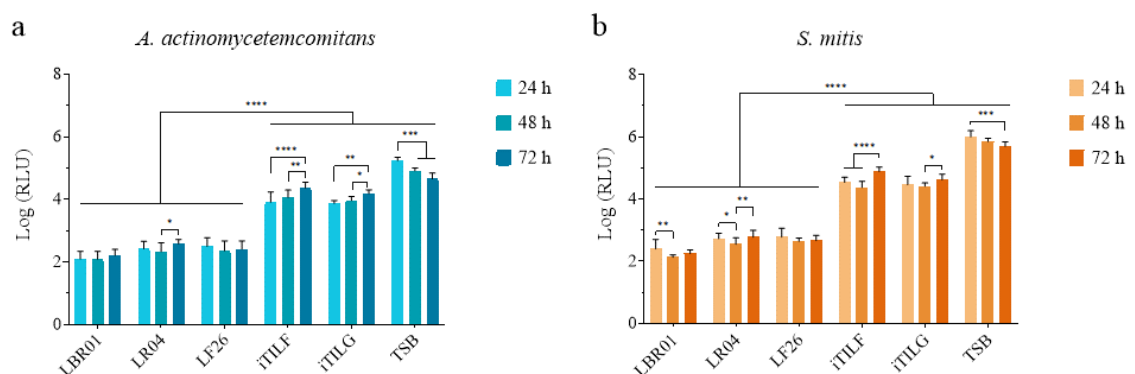 a
A. actinomycetemcomitans
Log (RLU)
8
6
4
2
0
****
****
**
**
*
***
*
24 h
48 h
72 h
LBR01
LR04
LF26
iTILF
iTILG
TSB
b
S. mitis
Log (RLU)
8
6
4
2
0
****
***
****
*
**
*
**
24 h
48 h
72 h
LBR01
LR04
LF26
iTILF
iTILG
TSB